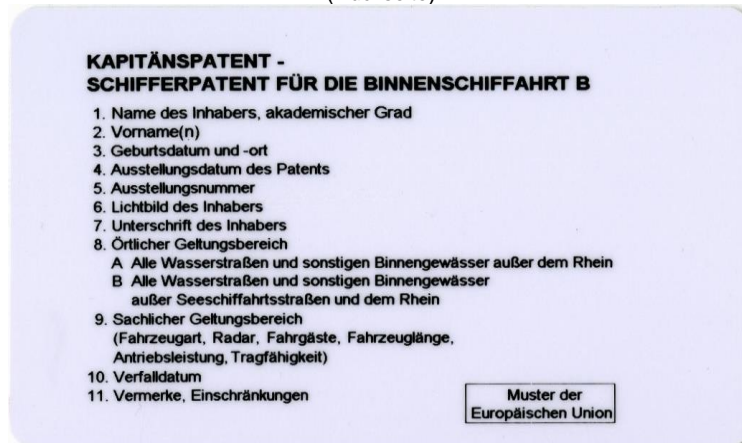 KAPITÄNSPATENT -
SCHIFFERPATENT FÜR DIE BINNENSCHIFFAHRT B
1. Name des Inhabers, akademischer Grad
2. Vorname(n)
3. Geburtsdatum und -ort
4. Ausstellungsdatum des Patents
5. Ausstellungsnummer
6. Lichtbild des Inhabers
7. Unterschrift des Inhabers
8. Örtlicher Geltungsbereich
A Alle Wasserstraßen und sonstigen Binnengewässer außer dem Rhein
B Alle Wasserstraßen und sonstigen Binnengewässer
außer Seeschiffahrtsstraßen und dem Rhein
9. Sachlicher Geltungsbereich
(Fahrzeugart, Radar, Fahrgäste, Fahrzeuglänge,
Antriebsleistung, Tragfähigkeit)
10. Verfalldatum
11. Vermerke, Einschränkungen
Muster der
Europäischen Union